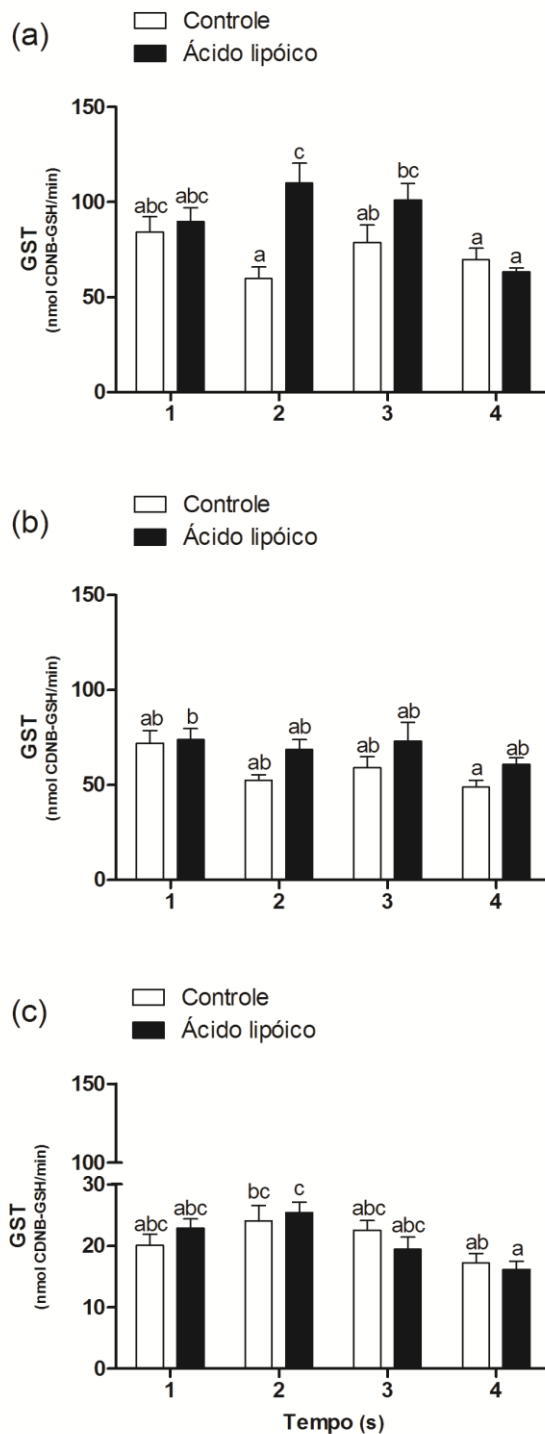 (a)
Controle
Ácido lipóico
150
100
50
0
GST
(nmol CDNB-GSH/min)
abc
abc
a
c
ab
bc
a
a
1
2
3
4
(b)
Controle
Ácido lipóico
150
100
50
0
GST
(nmol CDNB-GSH/min)
ab
b
ab
ab
ab
ab
a
ab
1
2
3
4
(c)
Controle
Ácido lipóico
150
100
30
20
10
0
GST
(nmol CDNB-GSH/min)
abc
abc
bc
c
abc
abc
ab
a
1
2
3
4
Tempo (s)